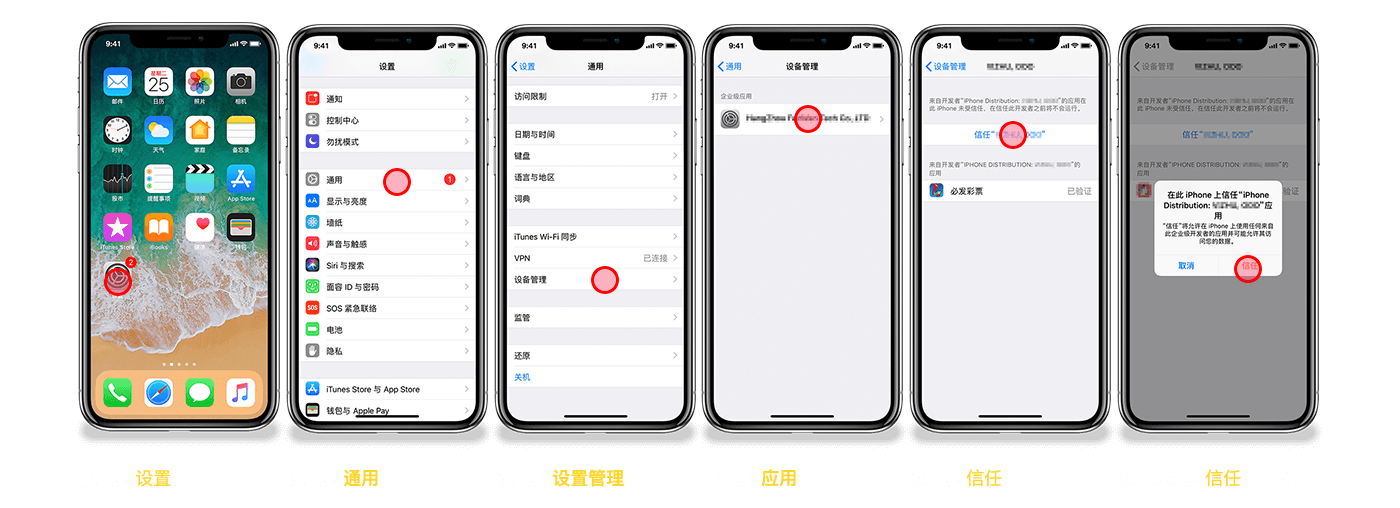 9:41
邮件
星期二
25
日历
照片
相机
时钟
天气
家庭
备忘录
股市
提醒事项
视频
App Store
iTunes Store
iBooks
健康
钱包
2
9:41
设置
通知
控制中心
勿扰模式
通用
1
显示与亮度
AA
墙纸
声音与触感
Siri 与搜索
面容 ID 与密码
SOS
SOS 紧急联络
电池
隐私
iTunes Store 与 App Store
钱包与 Apple Pay
9:41
设置
通用
访问限制
打开
日期与时间
键盘
语言与地区
词典
iTunes Wi-Fi 同步
VPN
已连接
设备管理
监管
还原
关机
9:41
通用
设备管理
企业级应用
Tech Co., LTD
9:41
设备管理
来自开发者“iPhone Distribution:
”的应用在
此 iPhone 未受信任，在信任此开发者之前将不会运行。
信任“
”
来自开发者“IPHONE DISTRIBUTION:
”的
应用
必发彩票
已验证
9:41
设备管理
来自开发者“iPhone Distribution:
”的应用在
此 iPhone 未受信任，在信任此开发者之前将不会运行。
信任“
”
来自开发者“IPHONE DISTRIBUTION:
”的
应用
验证
在此 iPhone 上信任“iPhone
Distribution:
”应
用
“信任”将允许在 iPhone 上使用任何来自
此企业级开发者的应用并可能允许其访
问您的数据。
取消
信任
设置
通用
设置管理
应用
信任
信任